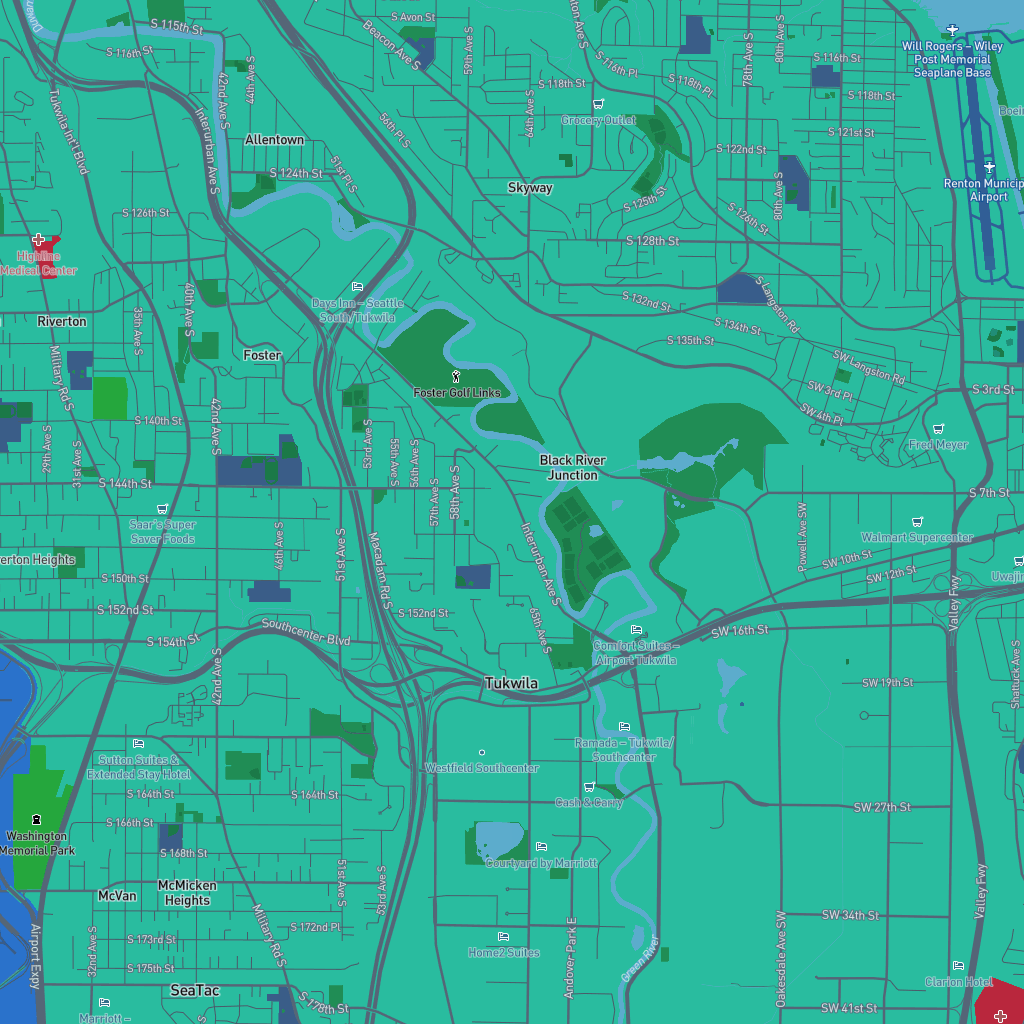 Duwam
S 115th St
S 116th St
42nd Ave S
44th Ave S
Tukwila Int'l Blvd
Interurban Ave S
Allentown
S 124th St
51st Pl S
S 126th St
Highline
Medical Center
S Avon St
Beacon Ave S
59th Ave S
56th Pl S
64th Ave S
S 116th Pl
S 118th St
S 118th Pl
Grocery Outlet
Skyway
78th Ave S
80th Ave S
S 116th St
S 118th St
S 121st St
S 122nd St
80th Ave S
S 125th St
S 126th St
S 128th St
Will Rogers – Wiley
Post Memorial
Seaplane Base
Renton Municip
Airport
Riverton
35th Ave S
40th Ave S
Foster
Military Rd S
Days Inn – Seattle
South/Tukwila
S 132nd St
S Langston Rd
S 134th St
S 135th St
SW Langston Rd
SW 3rd Pl
SW 4th Pl
S 3rd St
Foster Golf Links
Fred Meyer
S 140th St
42nd Ave S
29th Ave S
31st Ave S
53rd Ave S
55th Ave S
56th Ave S
57th Ave S
58th Ave S
Black River
Junction
S 144th St
S 7th St
Saar's Super
Saver Foods
Walmart Supercenter
Powell Ave SW
46th Ave S
51st Ave S
Macadam Rd S
Interurban Ave S
65th Ave S
erton Heights
S 150th St
SW 10th St
SW 12th St
S 152nd St
S 152nd St
Southcenter Blvd
S 154th St
SW 16th St
Valley Fwy
Comfort Suites –
Airport Tukwila
42nd Ave S
Tukwila
SW 19th St
Shattuck Ave S
Sutton Suites &
Extended Stay Hotel
Westfield Southcenter
Ramada – Tukwila/
Southcenter
S 164th St
S 164th St
Cash & Carry
SW 27th St
Washington
Memorial Park
S 166th St
S 168th St
Courtyard by Marriott
McVan
McMicken
Heights
51st Ave S
53rd Ave S
Valley Fwy
Airport Expy
32nd Ave S
S 173rd St
Military Rd S
S 172nd Pl
Home2 Suites
Andover Park E
Green River
Oakesdale Ave SW
SW 34th St
S 175th St
SeaTac
S 178th St
Clarion Hotel
SW 41st St
Marriott –